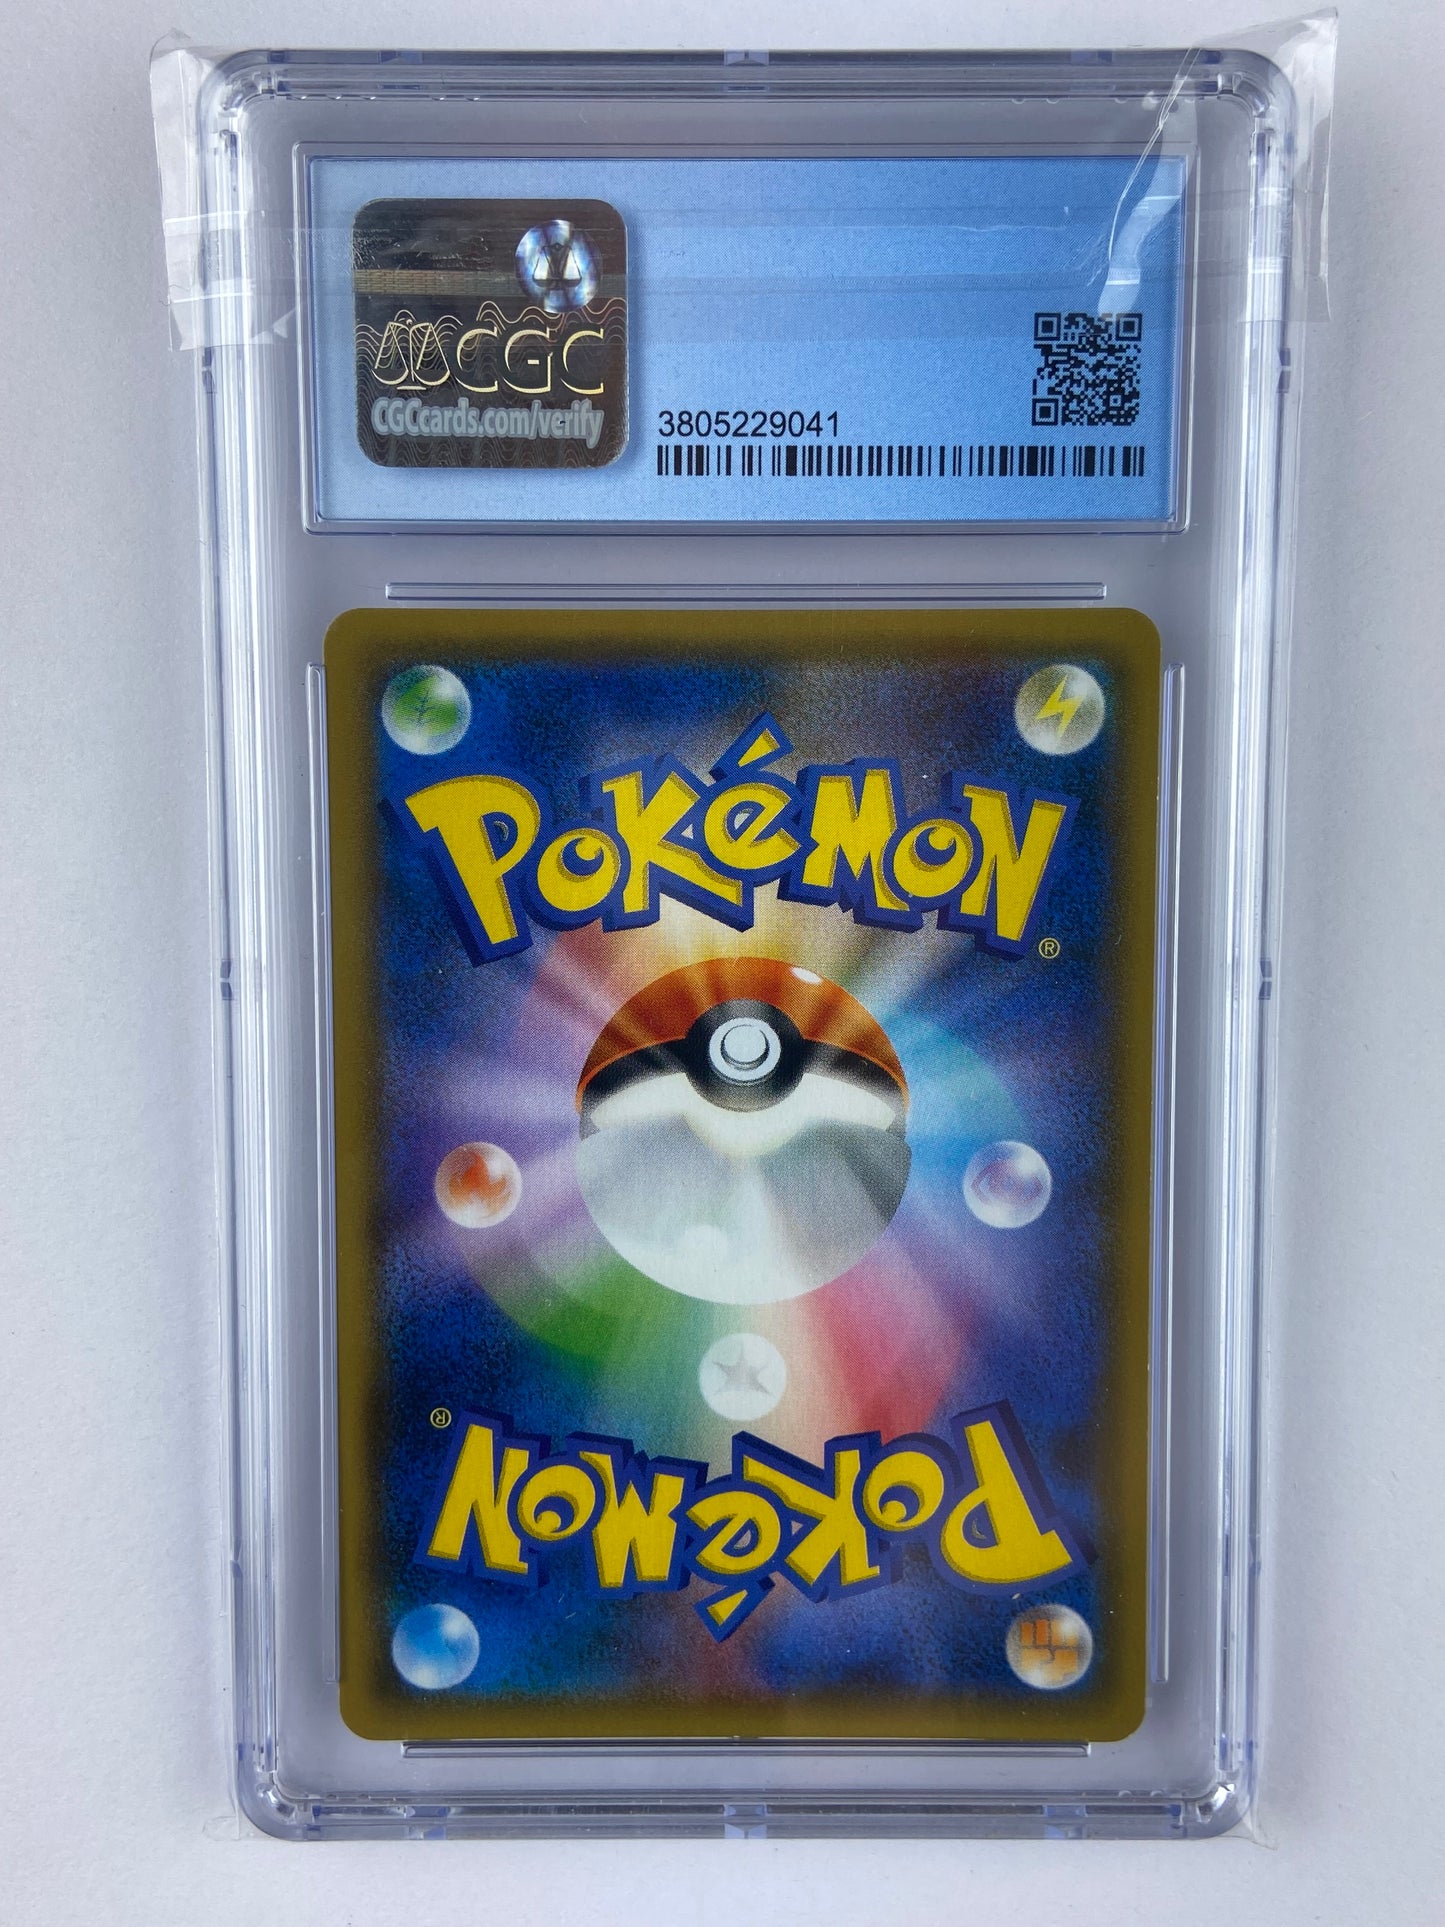 CGC
CGCcards.com/verify
3805229041
POKéMON
®
®
POKéMON